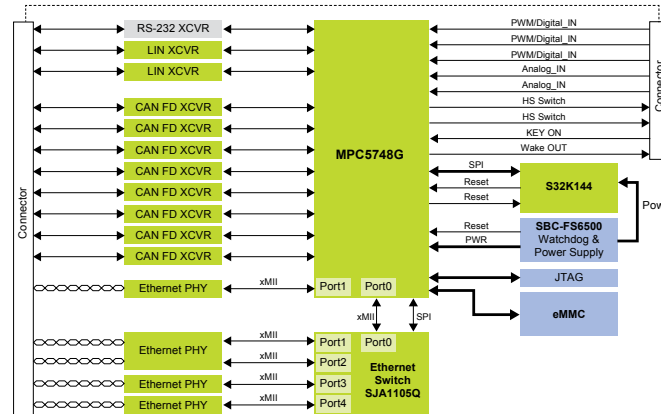 RS-232 XCVR
LIN XCVR
LIN XCVR
CAN FD XCVR
CAN FD XCVR
CAN FD XCVR
CAN FD XCVR
CAN FD XCVR
CAN FD XCVR
CAN FD XCVR
CAN FD XCVR
Ethernet PHY
xMII
Connector
MPC5748G
Port1
Port0
PWM/Digital_IN
PWM/Digital_IN
PWM/Digital_IN
Analog_IN
Analog_IN
HS Switch
HS Switch
KEY ON
Wake OUT
Connector
SPI
Reset
Reset
S32K144
Reset
PWR
SBC-FS6500
Watchdog &
Power Supply
JTAG
eMMC
xMII
SPI
Ethernet PHY
xMII
xMII
Ethernet PHY
xMII
Ethernet PHY
xMII
Port1
Port0
Port2
Port3
Port4
Ethernet
Switch
SJA1105Q